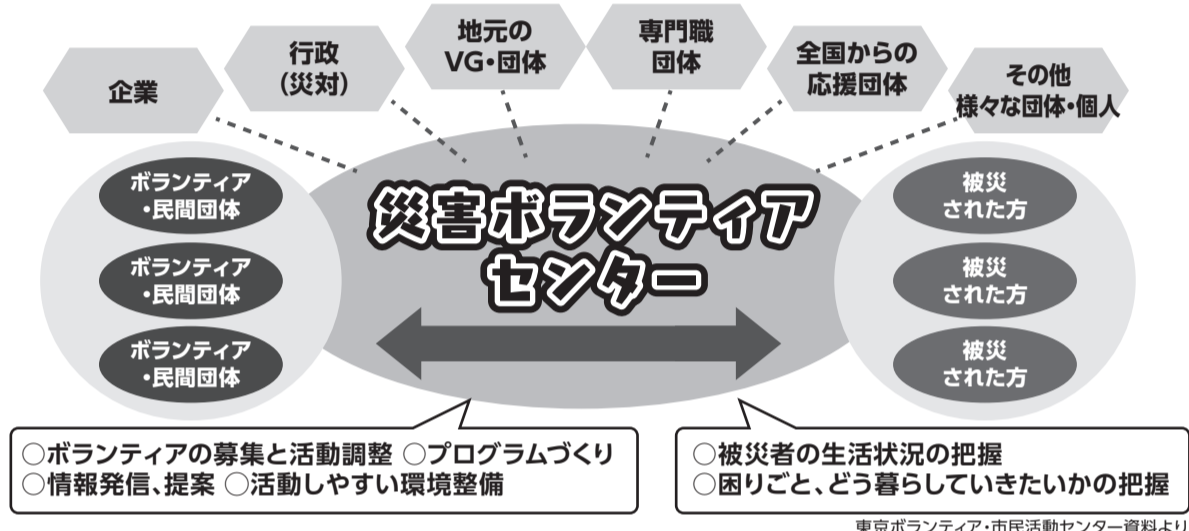 企業
行政
(災対)
地元の
VG・団体
専門職
団体
全国からの
応援団体
その他
様々な団体・個人
ボランティア
・民間団体
ボランティア
・民間団体
ボランティア
・民間団体
災害ボランティア
センター
被災
された方
被災
された方
被災
された方
○ボランティアの募集と活動調整 ○プログラムづくり
○情報発信、提案 ○活動しやすい環境整備
○被災者の生活状況の把握
○困りごと、どう暮らしていきたいかの把握
東京ボランティア・市民活動センター資料より